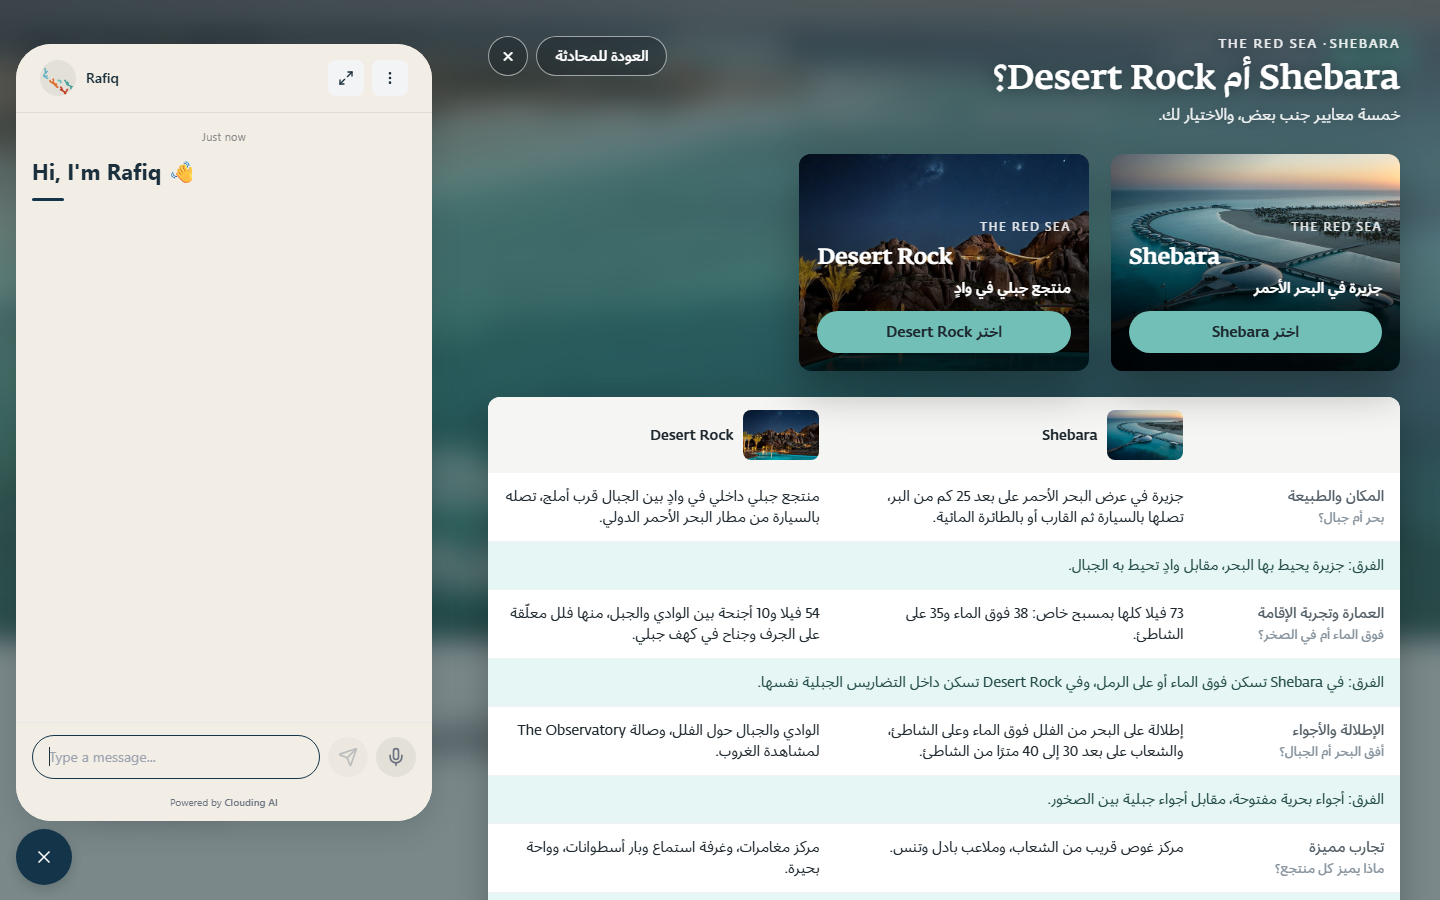 Rafiq
Just now
Hi, I'm Rafiq 👋
Type a message...
Powered by Clouding AI
العودة للمحادثة
THE RED SEA · SHEBARA
Shebara أم Desert Rock؟
خمسة معايير جنب بعض، والاختيار لك.
THE RED SEA
Shebara
جزيرة في البحر الأحمر
اختر Shebara
THE RED SEA
Desert Rock
منتجع جبلي في وادٍ
اختر Desert Rock
Shebara
Desert Rock
المكان والطبيعة
بحر أم جبال؟
جزيرة في عرض البحر الأحمر على بعد 25 كم من البر،
تصلها بالسيارة ثم القارب أو بالطائرة المائية.
منتجع جبلي داخلي في وادٍ بين الجبال قرب أملج، تصله
بالسيارة من مطار البحر الأحمر الدولي.
الفرق: جزيرة يحيط بها البحر، مقابل وادٍ تحيط به الجبال.
العمارة وتجربة الإقامة
فوق الماء أم في الصخر؟
73 فيلا كلها بمسبح خاص: 38 فوق الماء و35 على
الشاطئ.
54 فيلا و10 أجنحة بين الوادي والجبل، منها فلل معلّقة
على الجرف وجناح في كهف جبلي.
الفرق: في Shebara تسكن فوق الماء أو على الرمل، وفي Desert Rock تسكن داخل التضاريس الجبلية نفسها.
الإطلالة والأجواء
أفق البحر أم الجبال؟
إطلالة على البحر من الفلل فوق الماء وعلى الشاطئ،
والشعاب على بعد 30 إلى 40 مترًا من الشاطئ.
الوادي والجبال حول الفلل، وصالة The Observatory
لمشاهدة الغروب.
الفرق: أجواء بحرية مفتوحة، مقابل أجواء جبلية بين الصخور.
تجارب مميزة
ماذا يميز كل منتجع؟
مركز غوص قريب من الشعاب، وملاعب بادل وتنس.
مركز مغامرات، وغرفة استماع وبار أسطوانات، وواحة
بحيرة.